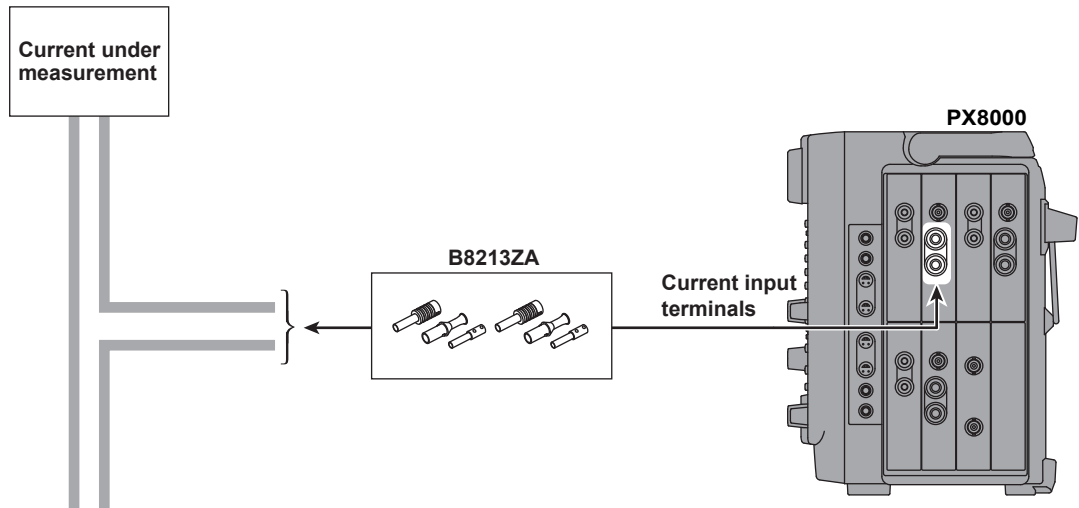 Current under
measurement
PX8000
B8213ZA
Current input
terminals